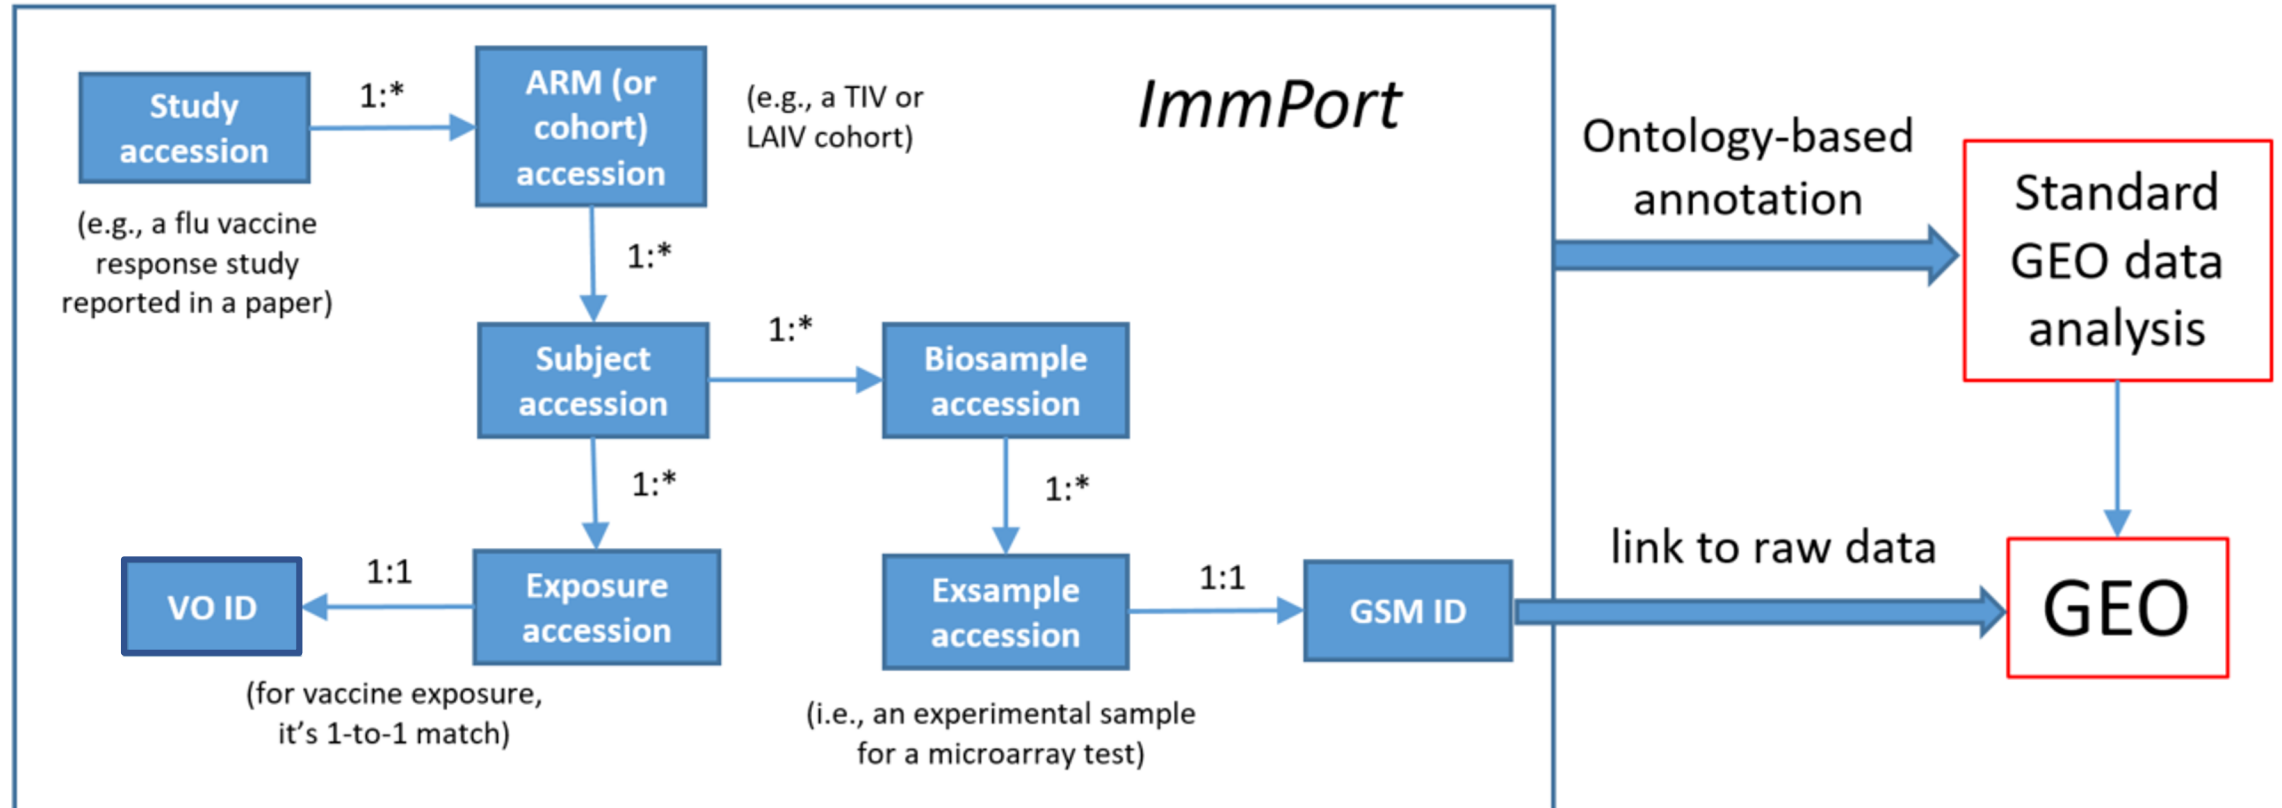 Study
accession
1:*
ARM (or
cohort)
accession
(e.g., a TIV or
LAIV cohort)
ImmPort
Ontology-based
annotation
Standard
GEO data
analysis
(e.g., a flu vaccine
response study
reported in a paper)
1:*
Subject
accession
1:*
Biosample
accession
1:*
1:*
VO ID
1:1
Exposure
accession
Exsample
accession
1:1
GSM ID
link to raw data
GEO
(for vaccine exposure,
it's 1-to-1 match)
(i.e., an experimental sample
for a microarray test)